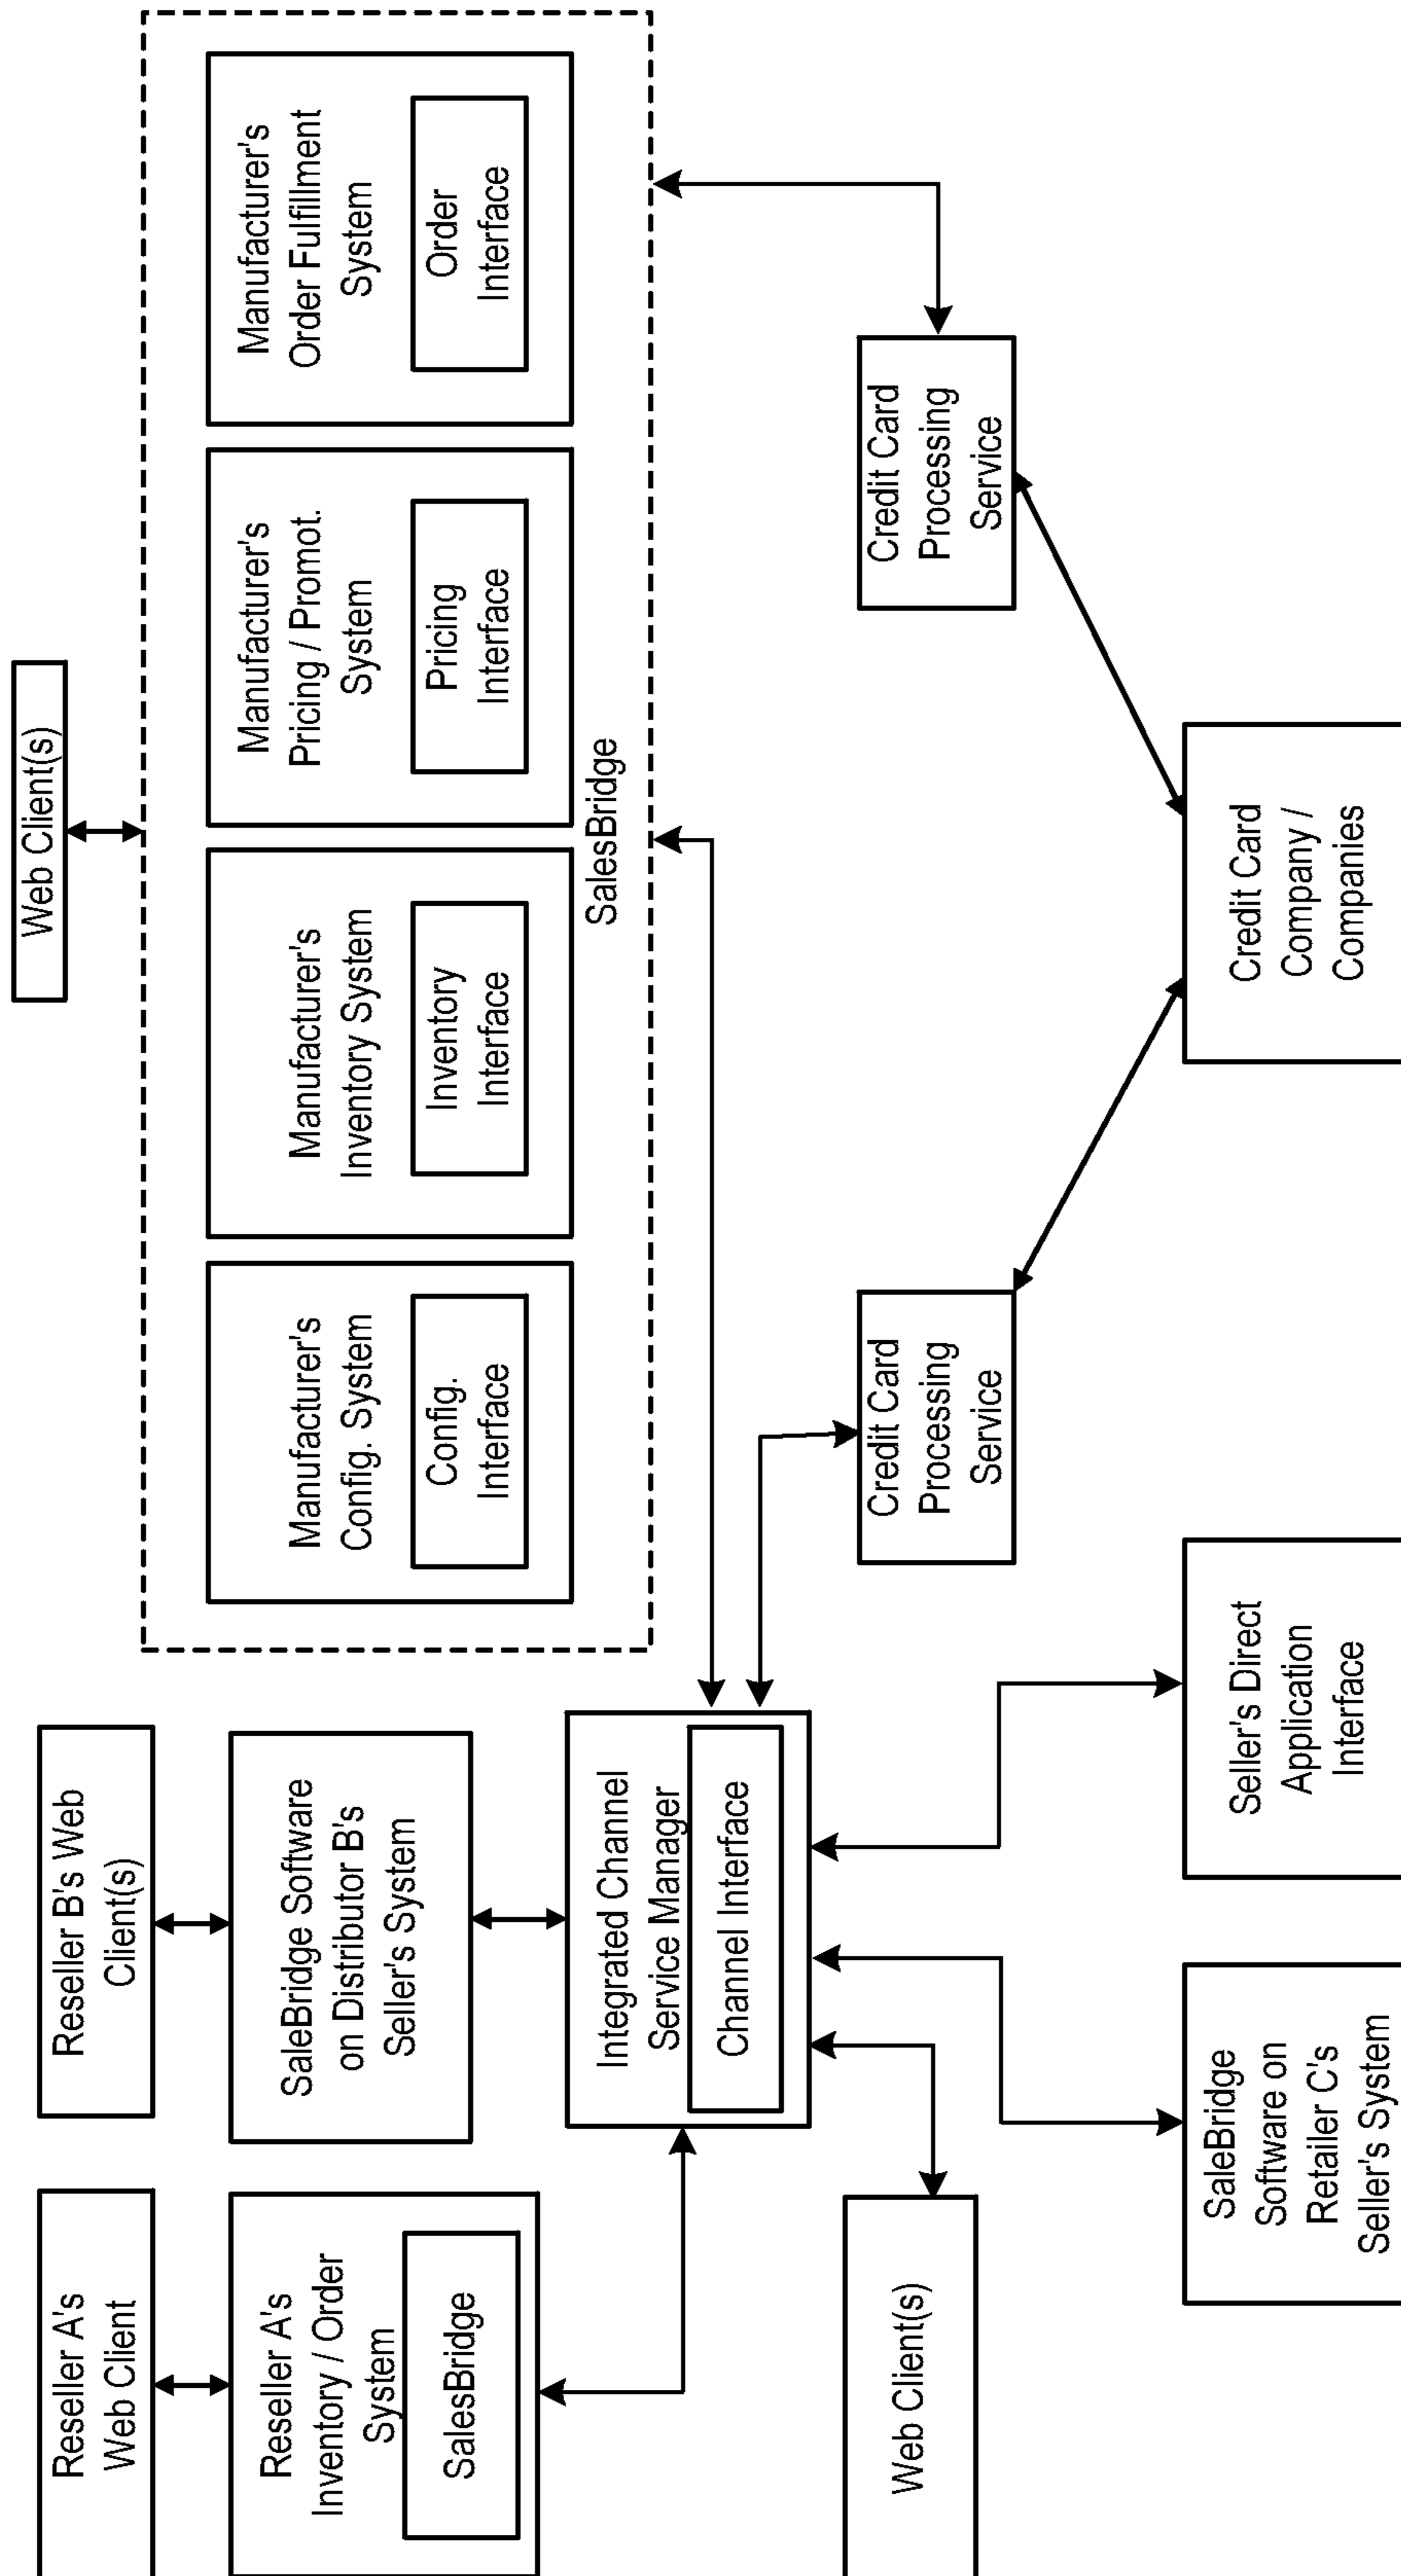 Reseller A's
Web Client
Reseller B's Web
Client(s)
Web Client(s)
Reseller A's
Inventory / Order
System
SalesBridge
SaleBridge Software
on Distributor B's
Seller's System
Manufacturer's
Config. System
Config.
Interface
Manufacturer's
Inventory System
Inventory
Interface
Manufacturer's
Pricing / Promot.
System
Pricing
Interface
Manufacturer's
Order Fulfillment
System
Order
Interface
SalesBridge
Integrated Channel
Service Manager
Channel Interface
Web Client(s)
Credit Card
Processing
Service
Credit Card
Processing
Service
SaleBridge
Software on
Retailer C's
Seller's System
Seller's Direct
Application
Interface
Credit Card
Company /
Companies